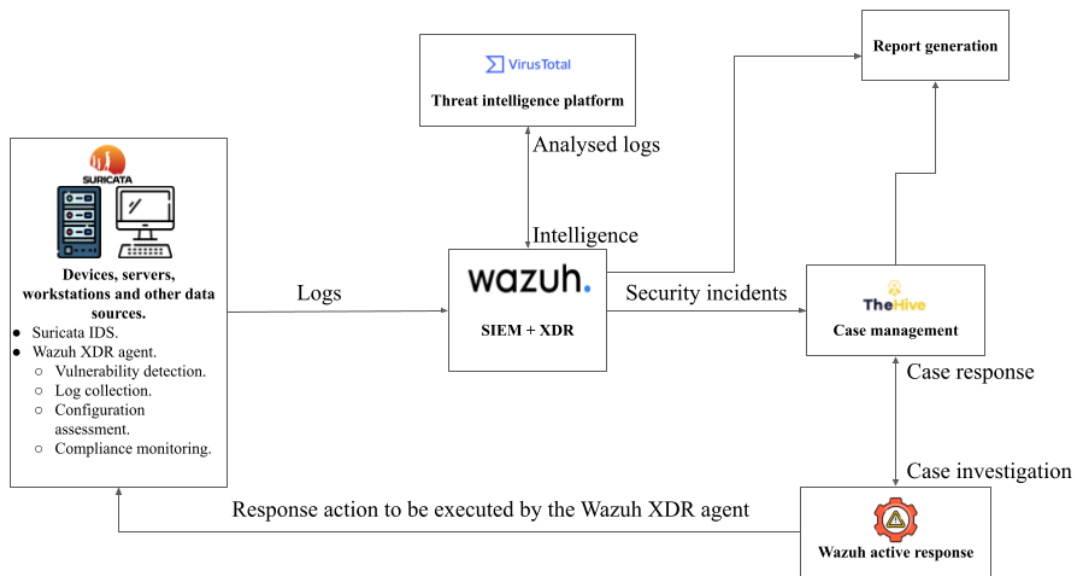 VirusTotal
Threat intelligence platform
Report generation
Analysed logs
SURICATA
Devices, servers,
workstations and other data
sources.
● Suricata IDS.
● Wazuh XDR agent.
○ Vulnerability detection.
○ Log collection.
○ Configuration
assessment.
○ Compliance monitoring.
Logs
Intelligence
wazuh.
SIEM + XDR
Security incidents
TheHive
Case management
Case response
Case investigation
Response action to be executed by the Wazuh XDR agent
Wazuh active response